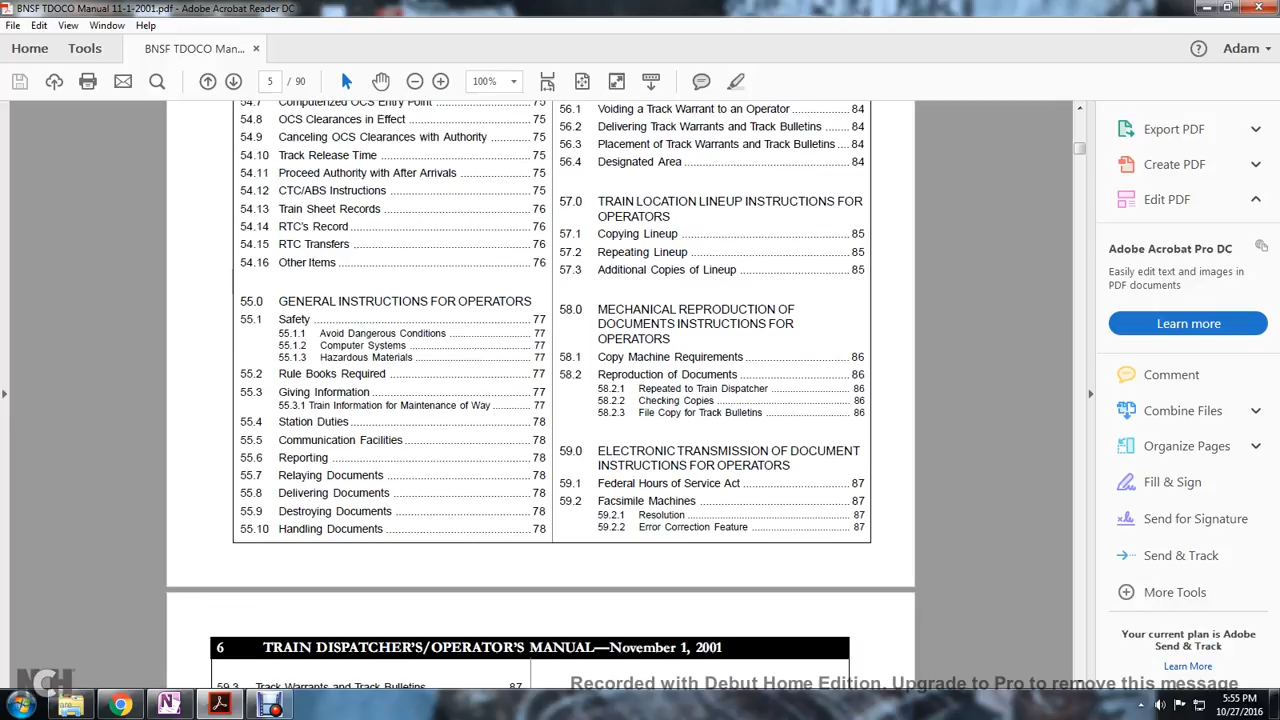 BNSF TDOCO Manual 11-1-2001.pdf - Adobe Acrobat Reader DC
File Edit View Window Help
Home Tools BNSF TDOCO Man... × Adam
5 / 90 100%
54.7 Computerized OCS Entry Point 75
54.8 OCS Clearances in Effect 75
54.9 Canceling OCS Clearances with Authority 75
54.10 Track Release Time 75
54.11 Proceed Authority with After Arrivals 75
54.12 CTC/ABS Instructions 75
54.13 Train Sheet Records 76
54.14 RTC's Record 76
54.15 RTC Transfers 76
54.16 Other Items 76
55.0 GENERAL INSTRUCTIONS FOR OPERATORS
55.1 Safety 77
55.1.1 Avoid Dangerous Conditions 77
55.1.2 Computer Systems 77
55.1.3 Hazardous Materials 77
55.2 Rule Books Required 77
55.3 Giving Information 77
55.3.1 Train Information for Maintenance of Way 77
55.4 Station Duties 78
55.5 Communication Facilities 78
55.6 Reporting 78
55.7 Relaying Documents 78
55.8 Delivering Documents 78
55.9 Destroying Documents 78
55.10 Handling Documents 78
56.1 Voiding a Track Warrant to an Operator 84
56.2 Delivering Track Warrants and Track Bulletins 84
56.3 Placement of Track Warrants and Track Bulletins 84
56.4 Designated Area 84
57.0 TRAIN LOCATION LINEUP INSTRUCTIONS FOR
OPERATORS
57.1 Copying Lineup 85
57.2 Repeating Lineup 85
57.3 Additional Copies of Lineup 85
58.0 MECHANICAL REPRODUCTION OF
DOCUMENTS INSTRUCTIONS FOR
OPERATORS
58.1 Copy Machine Requirements 86
58.2 Reproduction of Documents 86
58.2.1 Repeated to Train Dispatcher 86
58.2.2 Checking Copies 86
58.2.3 File Copy for Track Bulletins 86
59.0 ELECTRONIC TRANSMISSION OF DOCUMENT
INSTRUCTIONS FOR OPERATORS
59.1 Federal Hours of Service Act 87
59.2 Facsimile Machines 87
59.2.1 Resolution 87
59.2.2 Error Correction Feature 87
6 TRAIN DISPATCHER'S/OPERATOR'S MANUAL—November 1, 2001
59.3 Track Warrants and Track Bulletins 87
Export PDF
Create PDF
Edit PDF
Adobe Acrobat Pro DC
Easily edit text and images in
PDF documents
Learn more
Comment
Combine Files
Organize Pages
Fill & Sign
Send for Signature
Send & Track
More Tools
Your current plan is Adobe
Send & Track
Learn More
NCH
Recorded with Debut Home Edition. Upgrade to Pro to remove this message
5:55 PM
10/27/2016